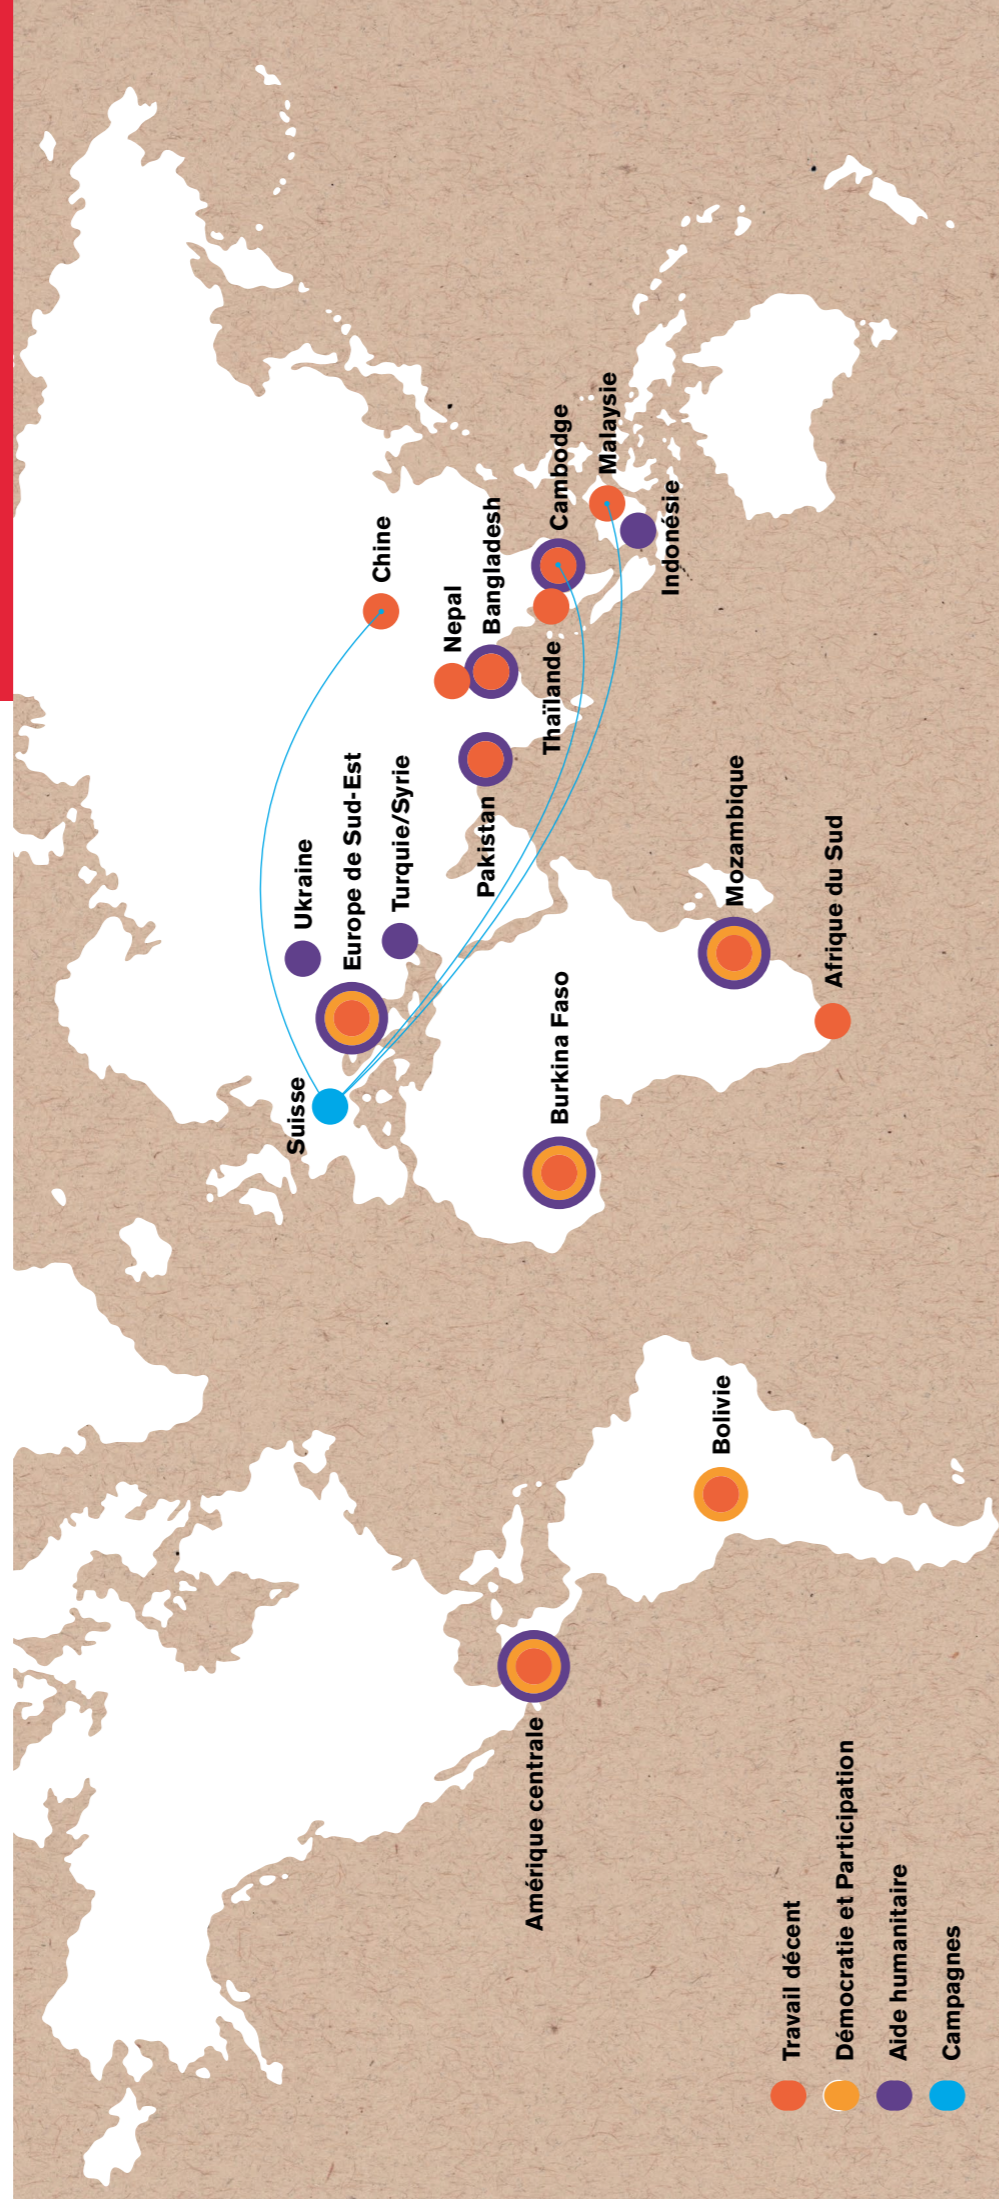 Suisse
Ukraine
Europe de Sud-Est
Turquie/Syrie
Chine
Nepal
Bangladesh
Pakistan
Thaïlande
Cambodge
Malaysie
Indonésie
Amérique centrale
Burkina Faso
Bolivie
Mozambique
Afrique du Sud
Travail décent
Démocratie et Participation
Aide humanitaire
Campagnes